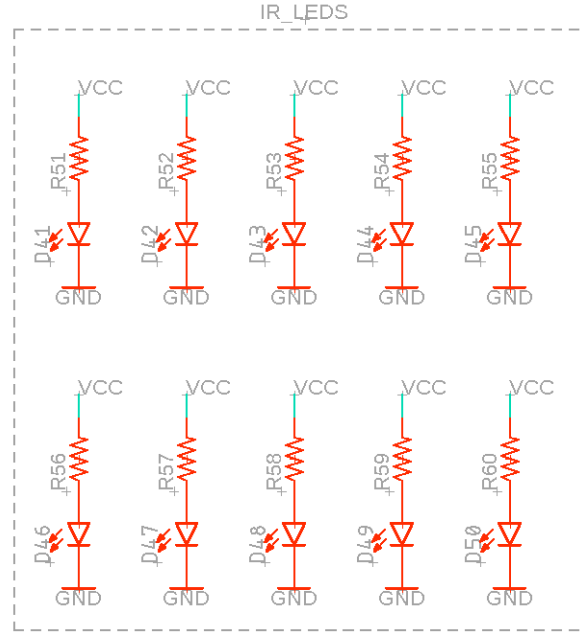 IR_LEDS
VCC VCC VCC VCC VCC
R51 R52 R53 R54 R55
D41 D42 D43 D44 D45
GND GND GND GND GND
VCC VCC VCC VCC VCC
R56 R57 R58 R59 R60
D46 D47 D48 D49 D50
GND GND GND GND GND